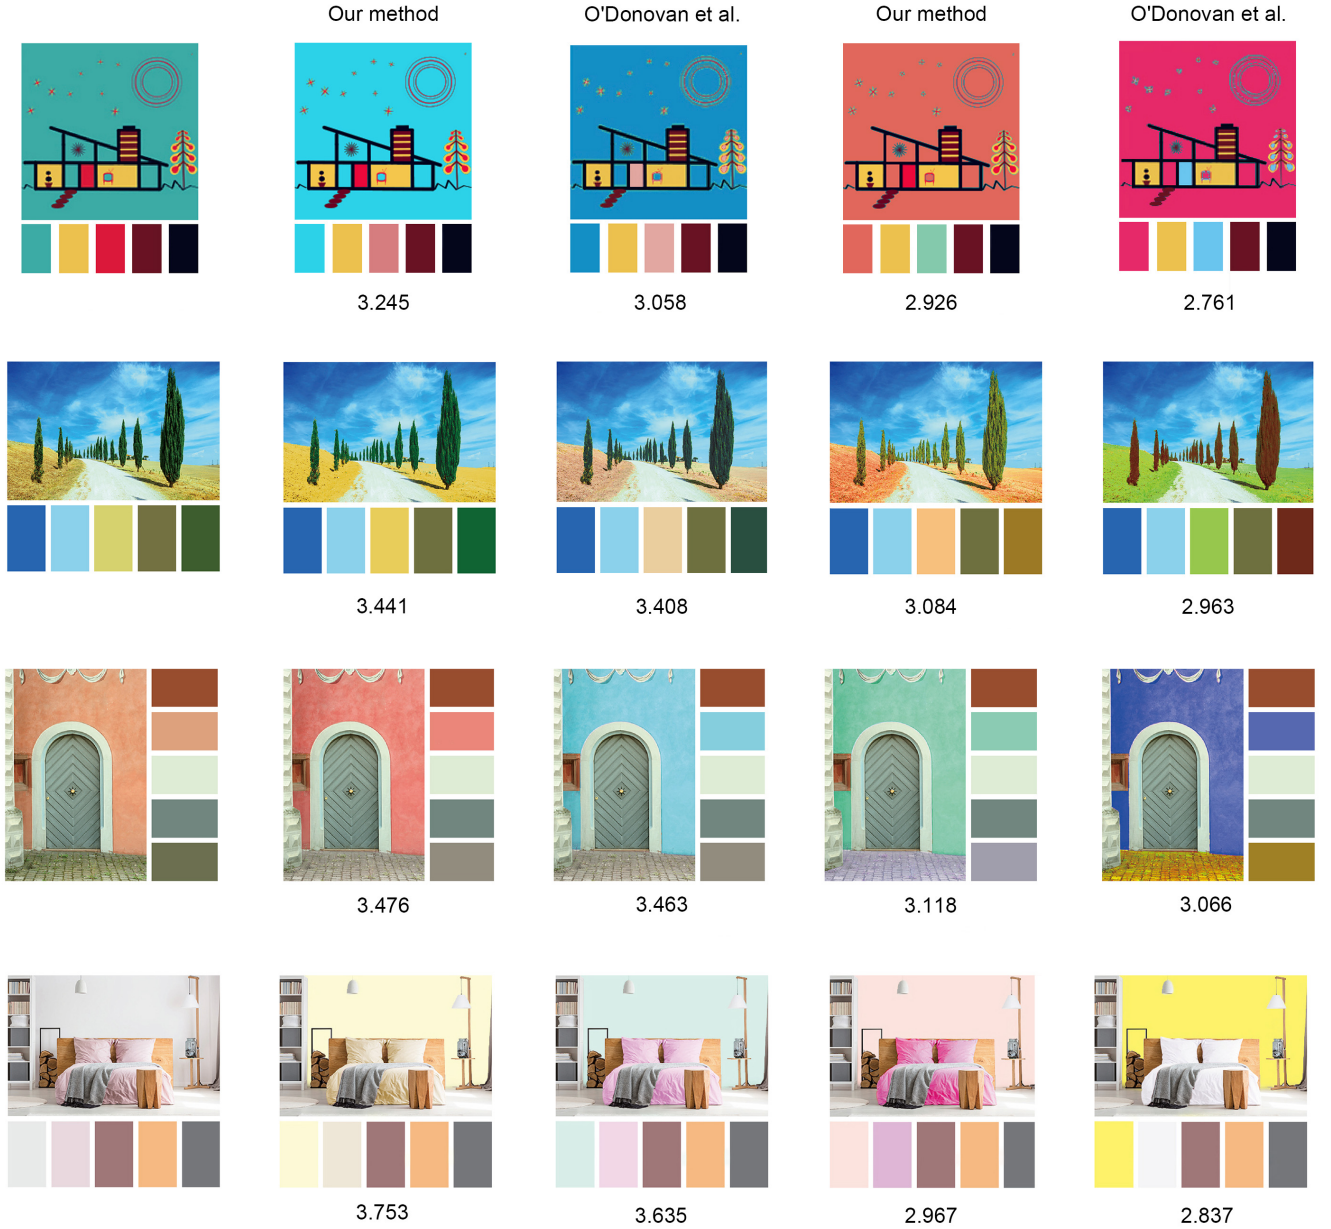 Our method O'Donovan et al. Our method O'Donovan et al.
3.245 3.058 2.926 2.761
3.441 3.408 3.084 2.963
3.476 3.463 3.118 3.066
3.753 3.635 2.967 2.837